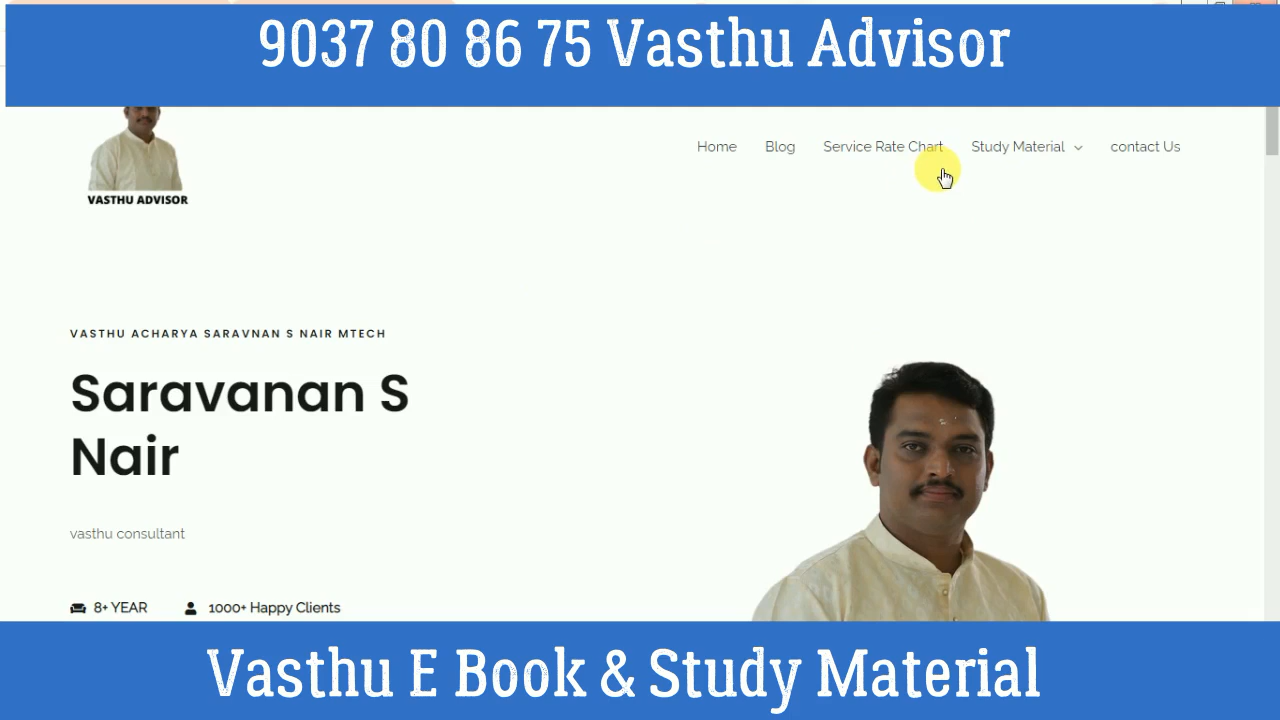 9037 80 86 75 Vasthu Advisor
Home Blog Service Rate Chart Study Material contact Us
VASTHU ADVISOR
VASTHU ACHARYA SARAVNAN S NAIR MTECH
Saravanan S
Nair
vasthu consultant
8+ YEAR 1000+ Happy Clients
Vasthu E Book & Study Material